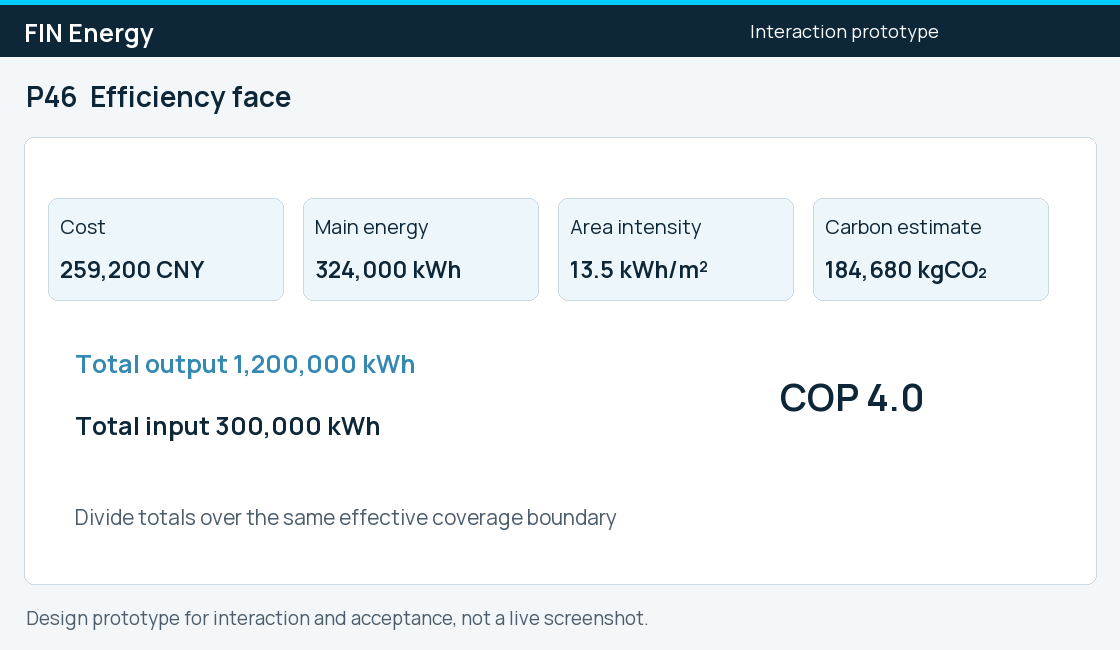 FIN Energy
Interaction prototype
P46 Efficiency face
Cost
259,200 CNY
Main energy
324,000 kWh
Area intensity
13.5 kWh/m²
Carbon estimate
184,680 kgCO₂
Total output 1,200,000 kWh
Total input 300,000 kWh
COP 4.0
Divide totals over the same effective coverage boundary
Design prototype for interaction and acceptance, not a live screenshot.